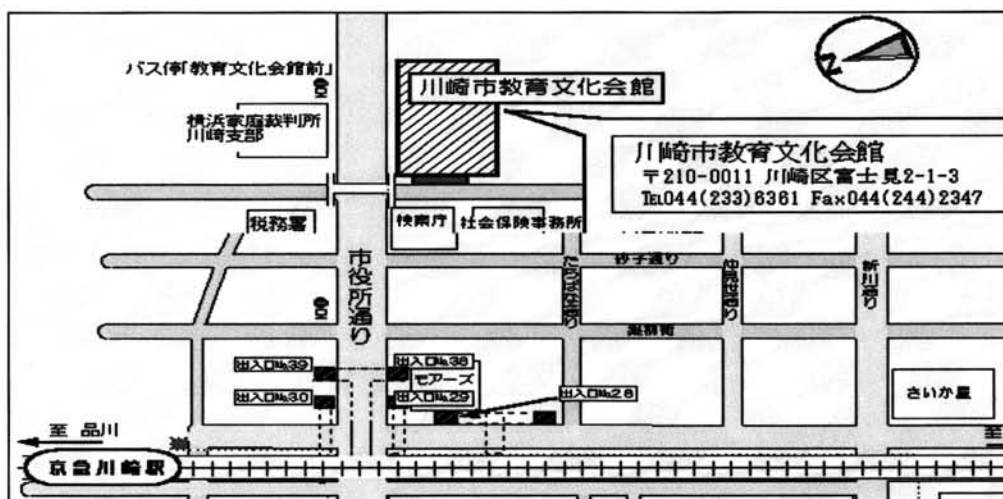 バス停「教育文化会館前」
川崎市教育文化会館
N
横浜家庭裁判所
川崎支部
川崎市教育文化会館
〒210-0011 川崎区富士見2-1-3
TEL044(233)6361 Fax044(244)2347
税務署
検察庁
社会保険事務所
市役所通り
砂子通り
たちばな通り
仲見世通り
新川通り
出入口No.39
出入口No.38
モアーズ
出入口No.30
出入口No.29
出入口No.28
さいか屋
至 品川
至
京急川崎駅